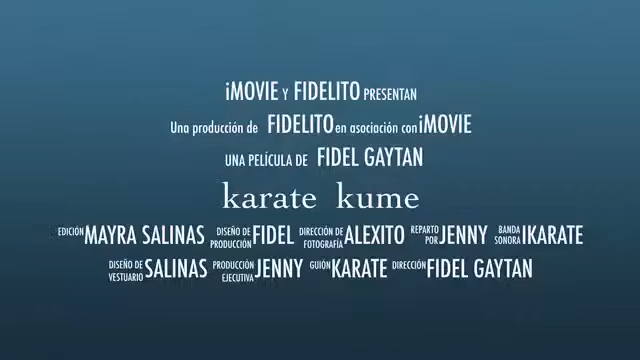 iMOVIE Y FIDELITO PRESENTAN
Una producción de FIDELITO en asociación con iMOVIE
UNA PELÍCULA DE FIDEL GAYTAN
karate kume
EDICIÓN MAYRA SALINAS DISEÑO DE PRODUCCIÓN FIDEL DIRECCIÓN DE FOTOGRAFÍA ALEXITO REPARTO POR JENNY BANDA SONORA IKARATE
DISEÑO DE VESTUARIO SALINAS PRODUCCIÓN EJECUTIVA JENNY GUIÓN KARATE DIRECCIÓN FIDEL GAYTAN